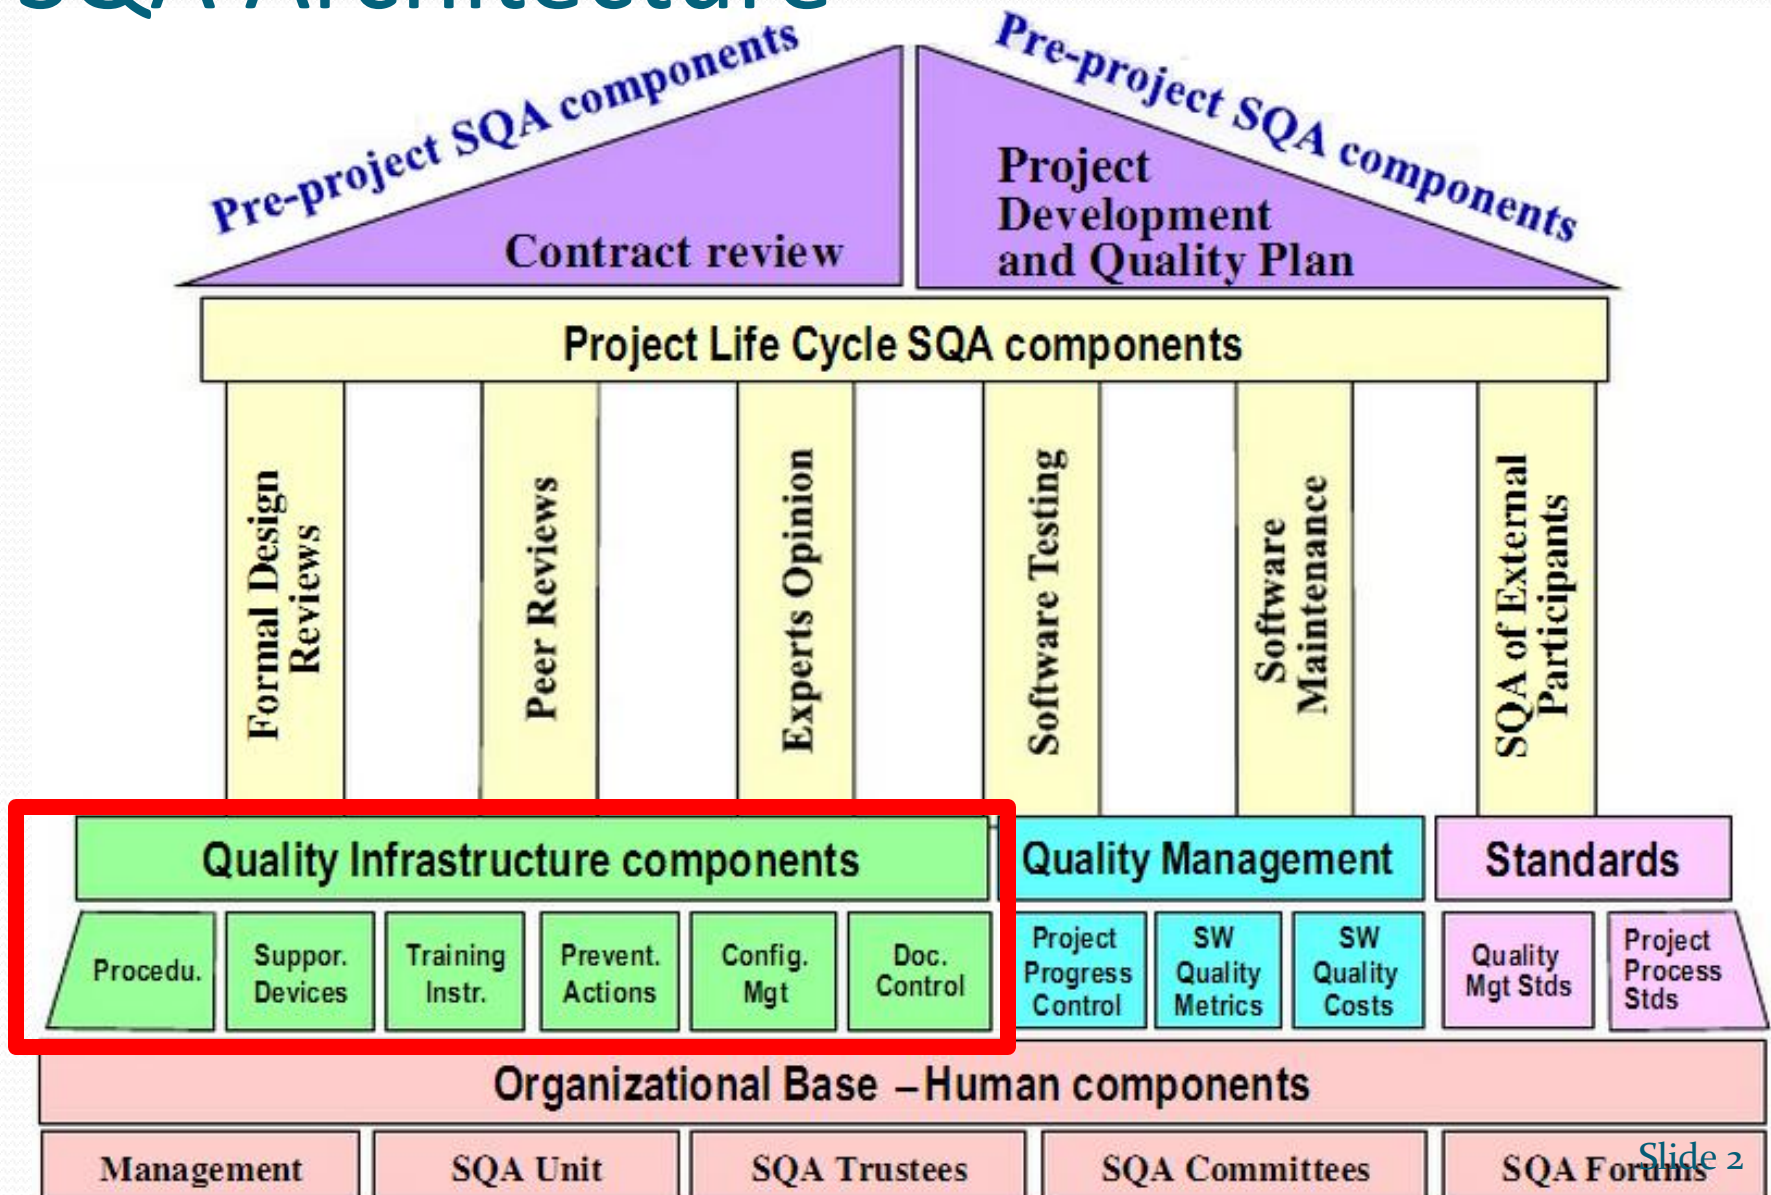 SQA Architecture
Pre-project SQA components
Pre-project SQA components
Contract review
Project
Development
and Quality Plan
Project Life Cycle SQA components
Formal Design
Reviews
Peer Reviews
Experts Opinion
Software Testing
Software
Maintenance
SQA of External
Participants
Quality Infrastructure components
Quality Management
Standards
Procedu.
Suppor.
Devices
Training
Instr.
Prevent.
Actions
Config.
Mgt
Doc.
Control
Project
Progress
Control
SW
Quality
Metrics
SW
Quality
Costs
Quality
Mgt Stds
Project
Process
Stds
Organizational Base – Human components
Management
SQA Unit
SQA Trustees
SQA Committees
SQA Forums
Slide 2